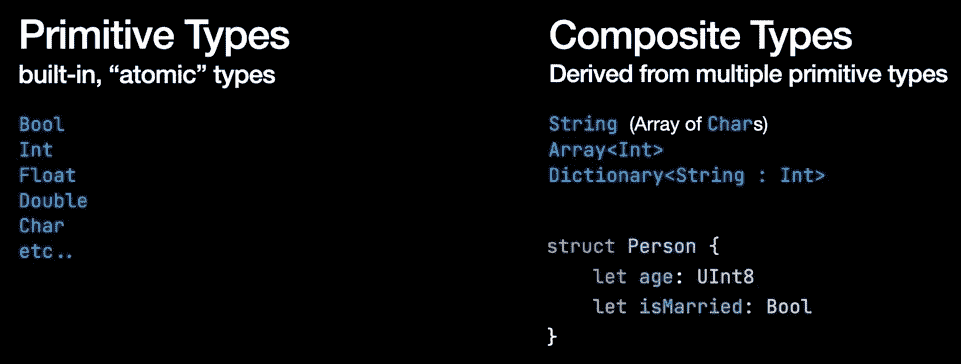 Primitive Types
built-in, “atomic” types
Bool
Int
Float
Double
Char
etc..
Composite Types
Derived from multiple primitive types
String (Array of Chars)
Array<Int>
Dictionary<String : Int>
struct Person {
    let age: UInt8
    let isMarried: Bool
}